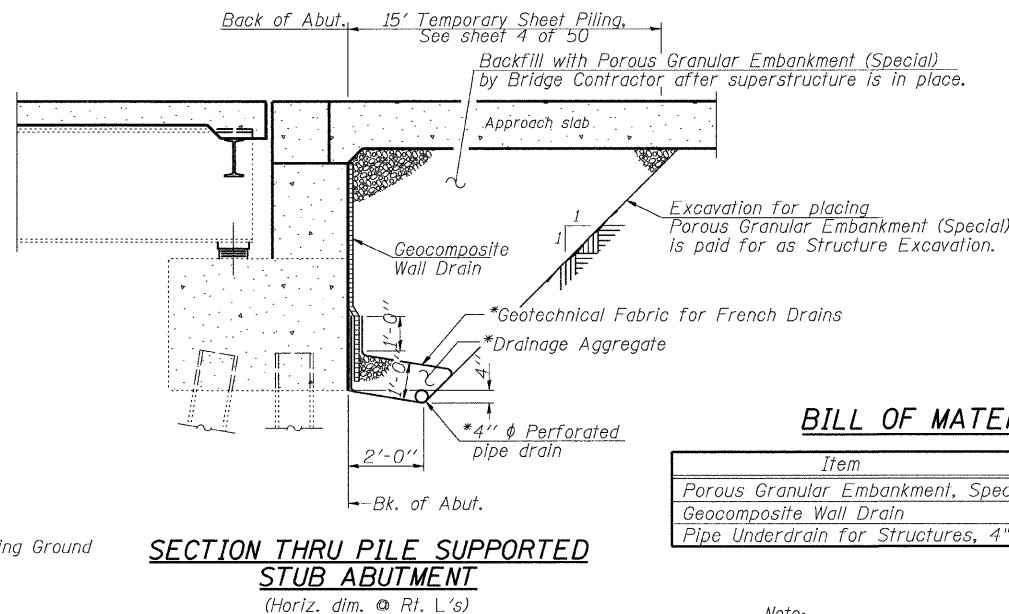 Back of Abut.
15' Temporary Sheet Piling,
See sheet 4 of 50
Backfill with Porous Granular Embankment (Special)
by Bridge Contractor after superstructure is in place.
Approach slab
1
1
Excavation for placing
Porous Granular Embankment (Special)
is paid for as Structure Excavation.
Geocomposite
Wall Drain
*Geotechnical Fabric for French Drains
*Drainage Aggregate
1'-0"
1'-0"
4"
*4" ϕ Perforated
pipe drain
2'-0"
Bk. of Abut.
ing Ground
SECTION THRU PILE SUPPORTED
STUB ABUTMENT
(Horiz. dim. @ Rt. L's)
BILL OF MATE
Item
Porous Granular Embankment, Spec
Geocomposite Wall Drain
Pipe Underdrain for Structures, 4"
Note: